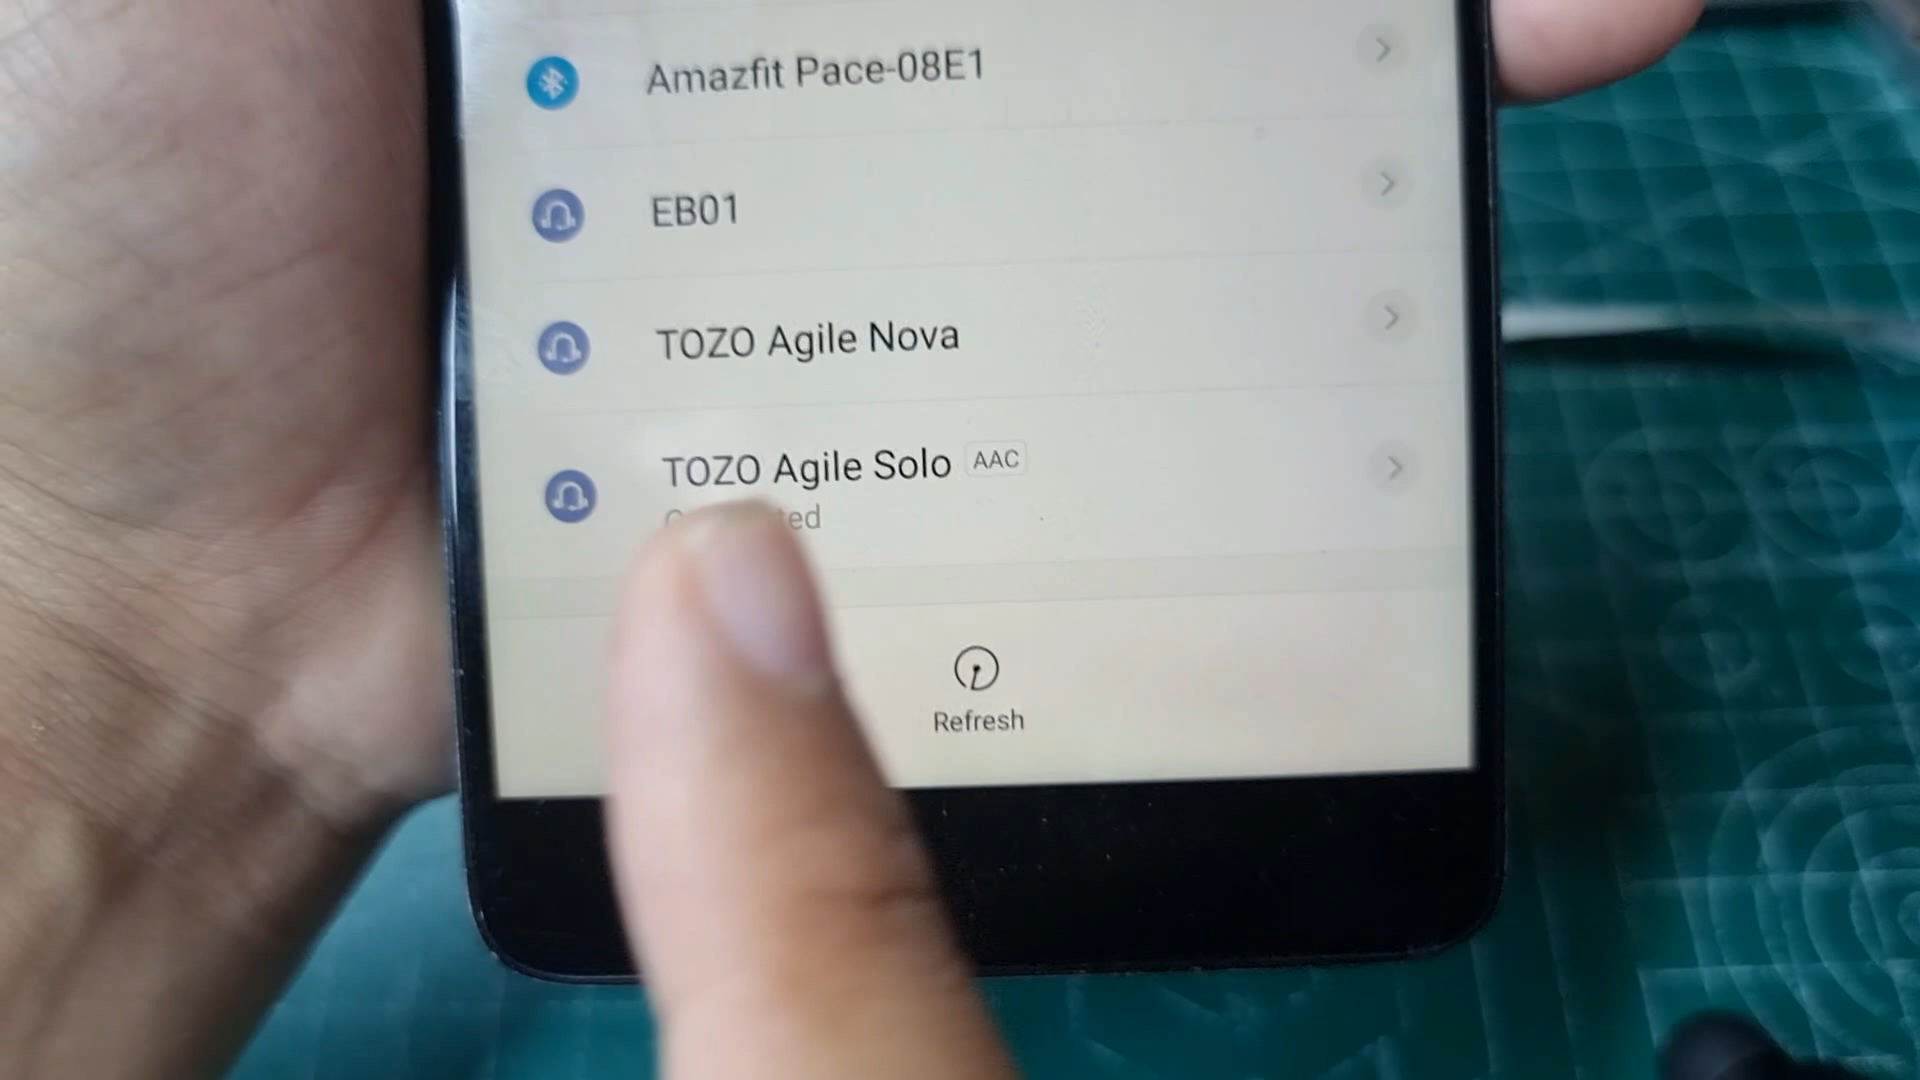 Amazfit Pace-08E1
EB01
TOZO Agile Nova
TOZO Agile Solo AAC
Refresh